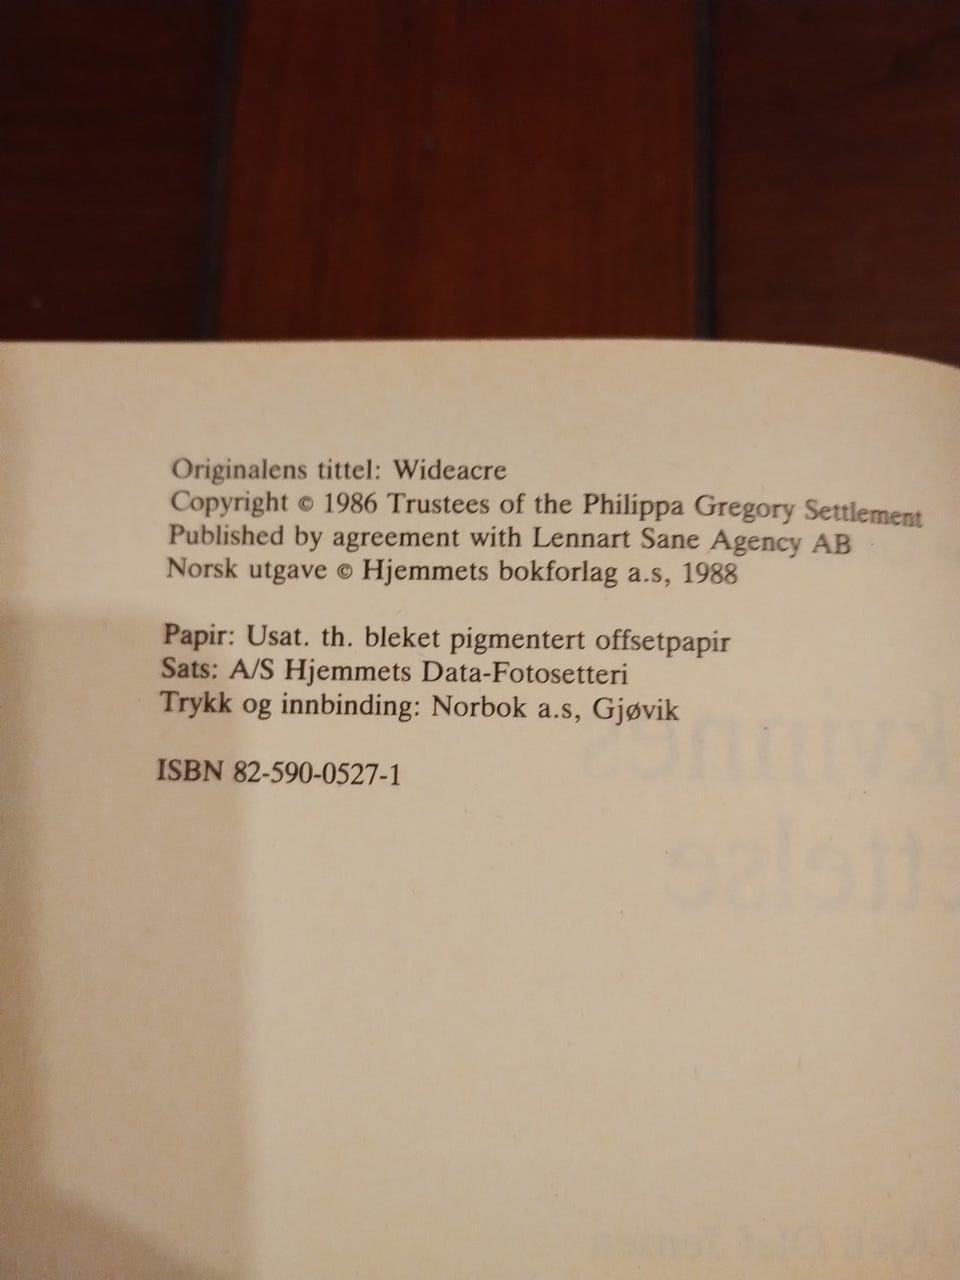 Originalens tittel: Wideacre
Copyright © 1986 Trustees of the Philippa Gregory Settlement
Published by agreement with Lennart Sane Agency AB
Norsk utgave © Hjemmets bokforlag a.s, 1988
Papir: Usat. th. bleket pigmentert offsetpapir
Sats: A/S Hjemmets Data-Fotosetteri
Trykk og innbinding: Norbok a.s, Gjøvik
ISBN 82-590-0527-1